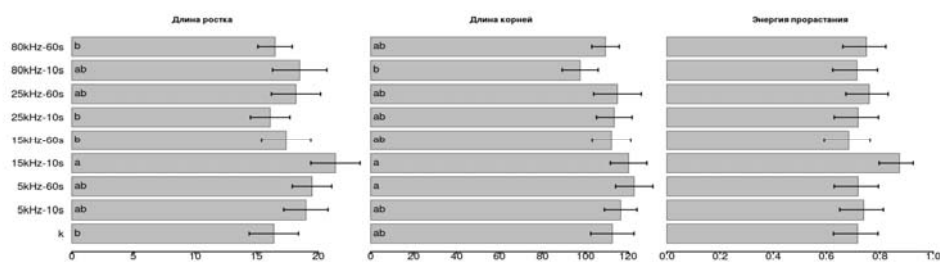 Длина ростка
Длина корней
Энергия прорастания
80kHz-60s
b
ab
80kHz-10s
ab
b
25kHz-60s
ab
ab
25kHz-10s
b
ab
15kHz-60s
b
ab
15kHz-10s
a
a
5kHz-60s
ab
a
5kHz-10s
ab
ab
k
b
ab
0 5 10 15 20
0 20 40 60 80 100 120
0.0 0.2 0.4 0.6 0.8 1.0